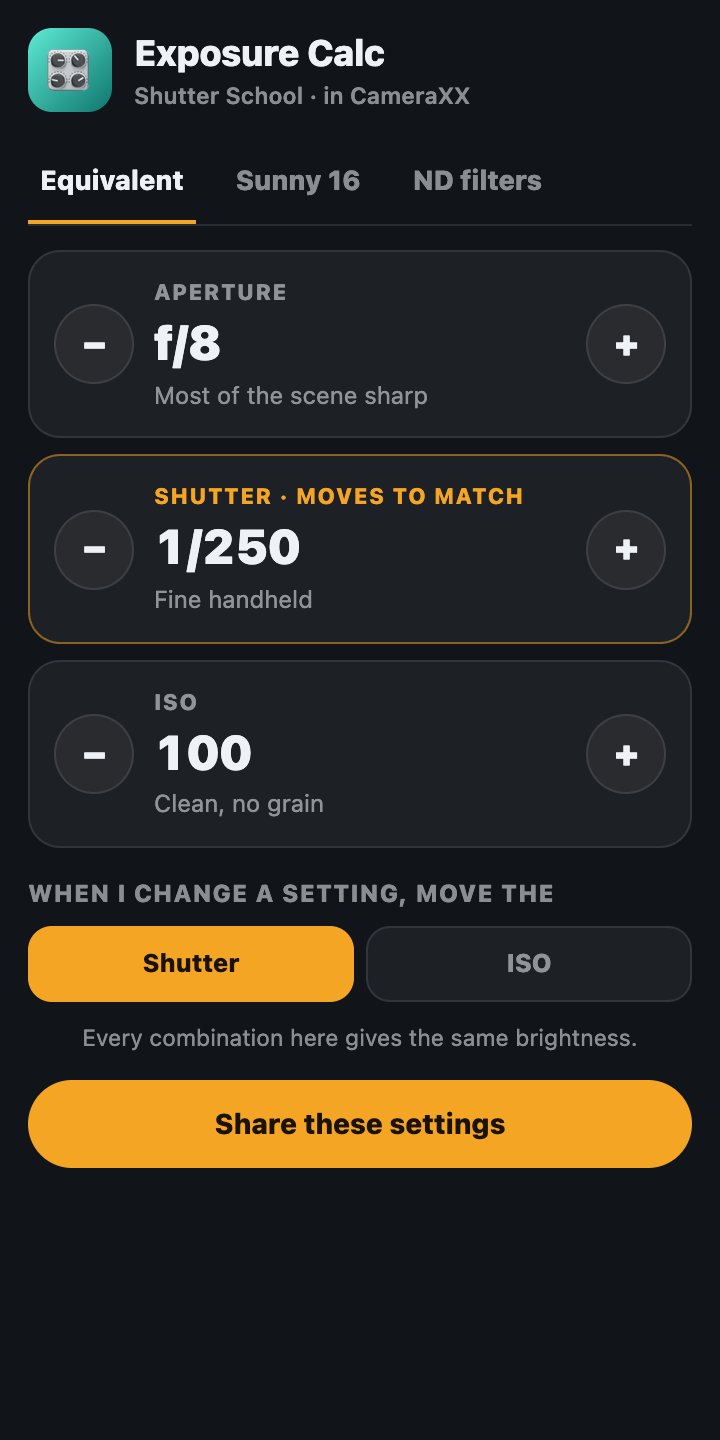 Exposure Calc
Shutter School · in CameraXX
Equivalent
Sunny 16
ND filters
APERTURE
−
f/8
+
Most of the scene sharp
SHUTTER · MOVES TO MATCH
−
1/250
+
Fine handheld
ISO
−
100
+
Clean, no grain
WHEN I CHANGE A SETTING, MOVE THE
Shutter
ISO
Every combination here gives the same brightness.
Share these settings